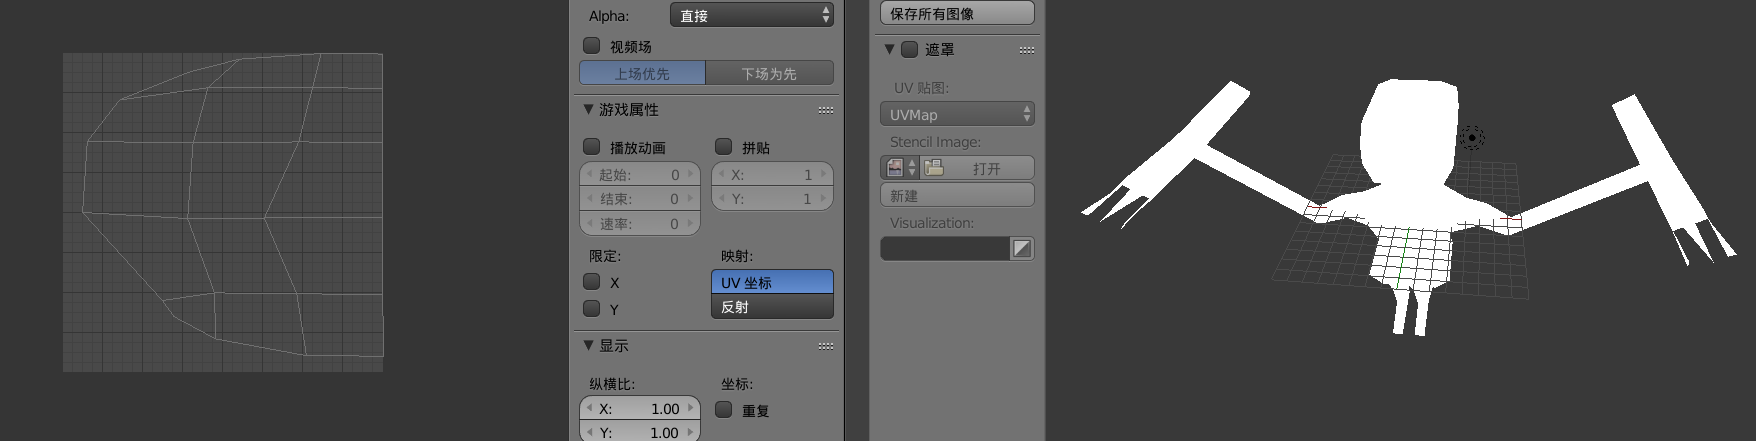 Alpha: 直接
视频场
上场优先 下场为先
游戏属性
播放动画 拼贴
起始: 0 X: 1
结束: 0 Y: 1
速率: 0
限定: 映射:
X UV 坐标
Y 反射
显示
纵横比: 坐标:
X: 1.00 重复
Y: 1.00
保存所有图像
遮罩
UV 贴图:
UVMap
Stencil Image:
打开
新建
Visualization: